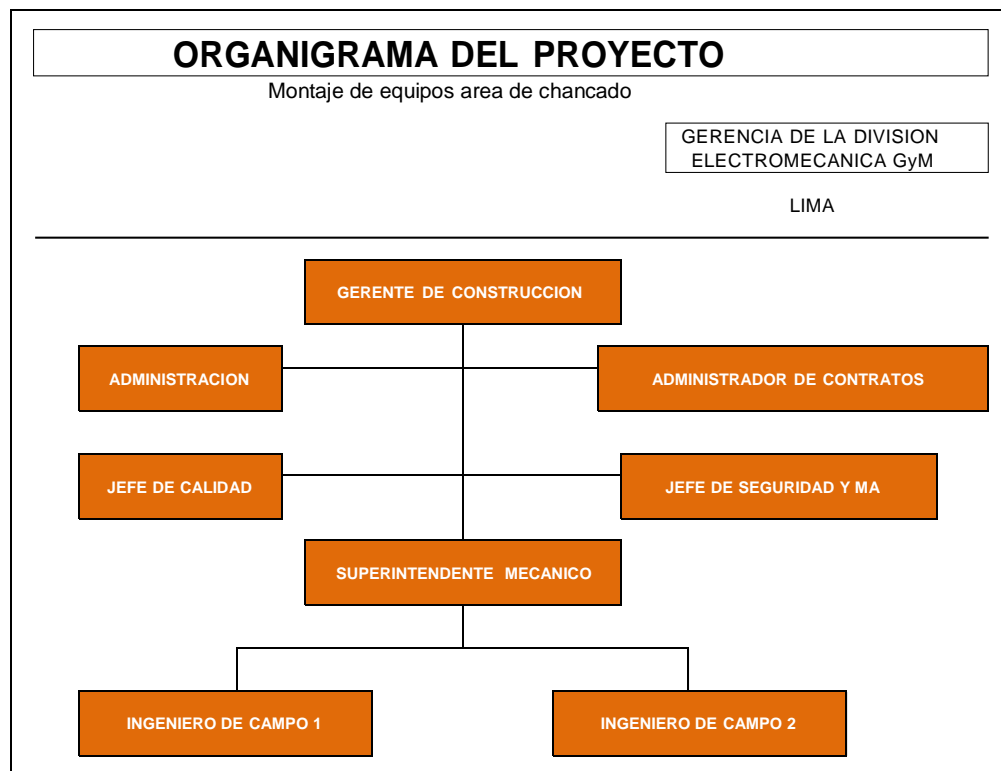 ORGANIGRAMA DEL PROYECTO
Montaje de equipos area de chancado
GERENCIA DE LA DIVISION
ELECTROMECANICA GyM
LIMA
GERENTE DE CONSTRUCCION
ADMINISTRACION
ADMINISTRADOR DE CONTRATOS
JEFE DE CALIDAD
JEFE DE SEGURIDAD Y MA
SUPERINTENDENTE MECANICO
INGENIERO DE CAMPO 1
INGENIERO DE CAMPO 2